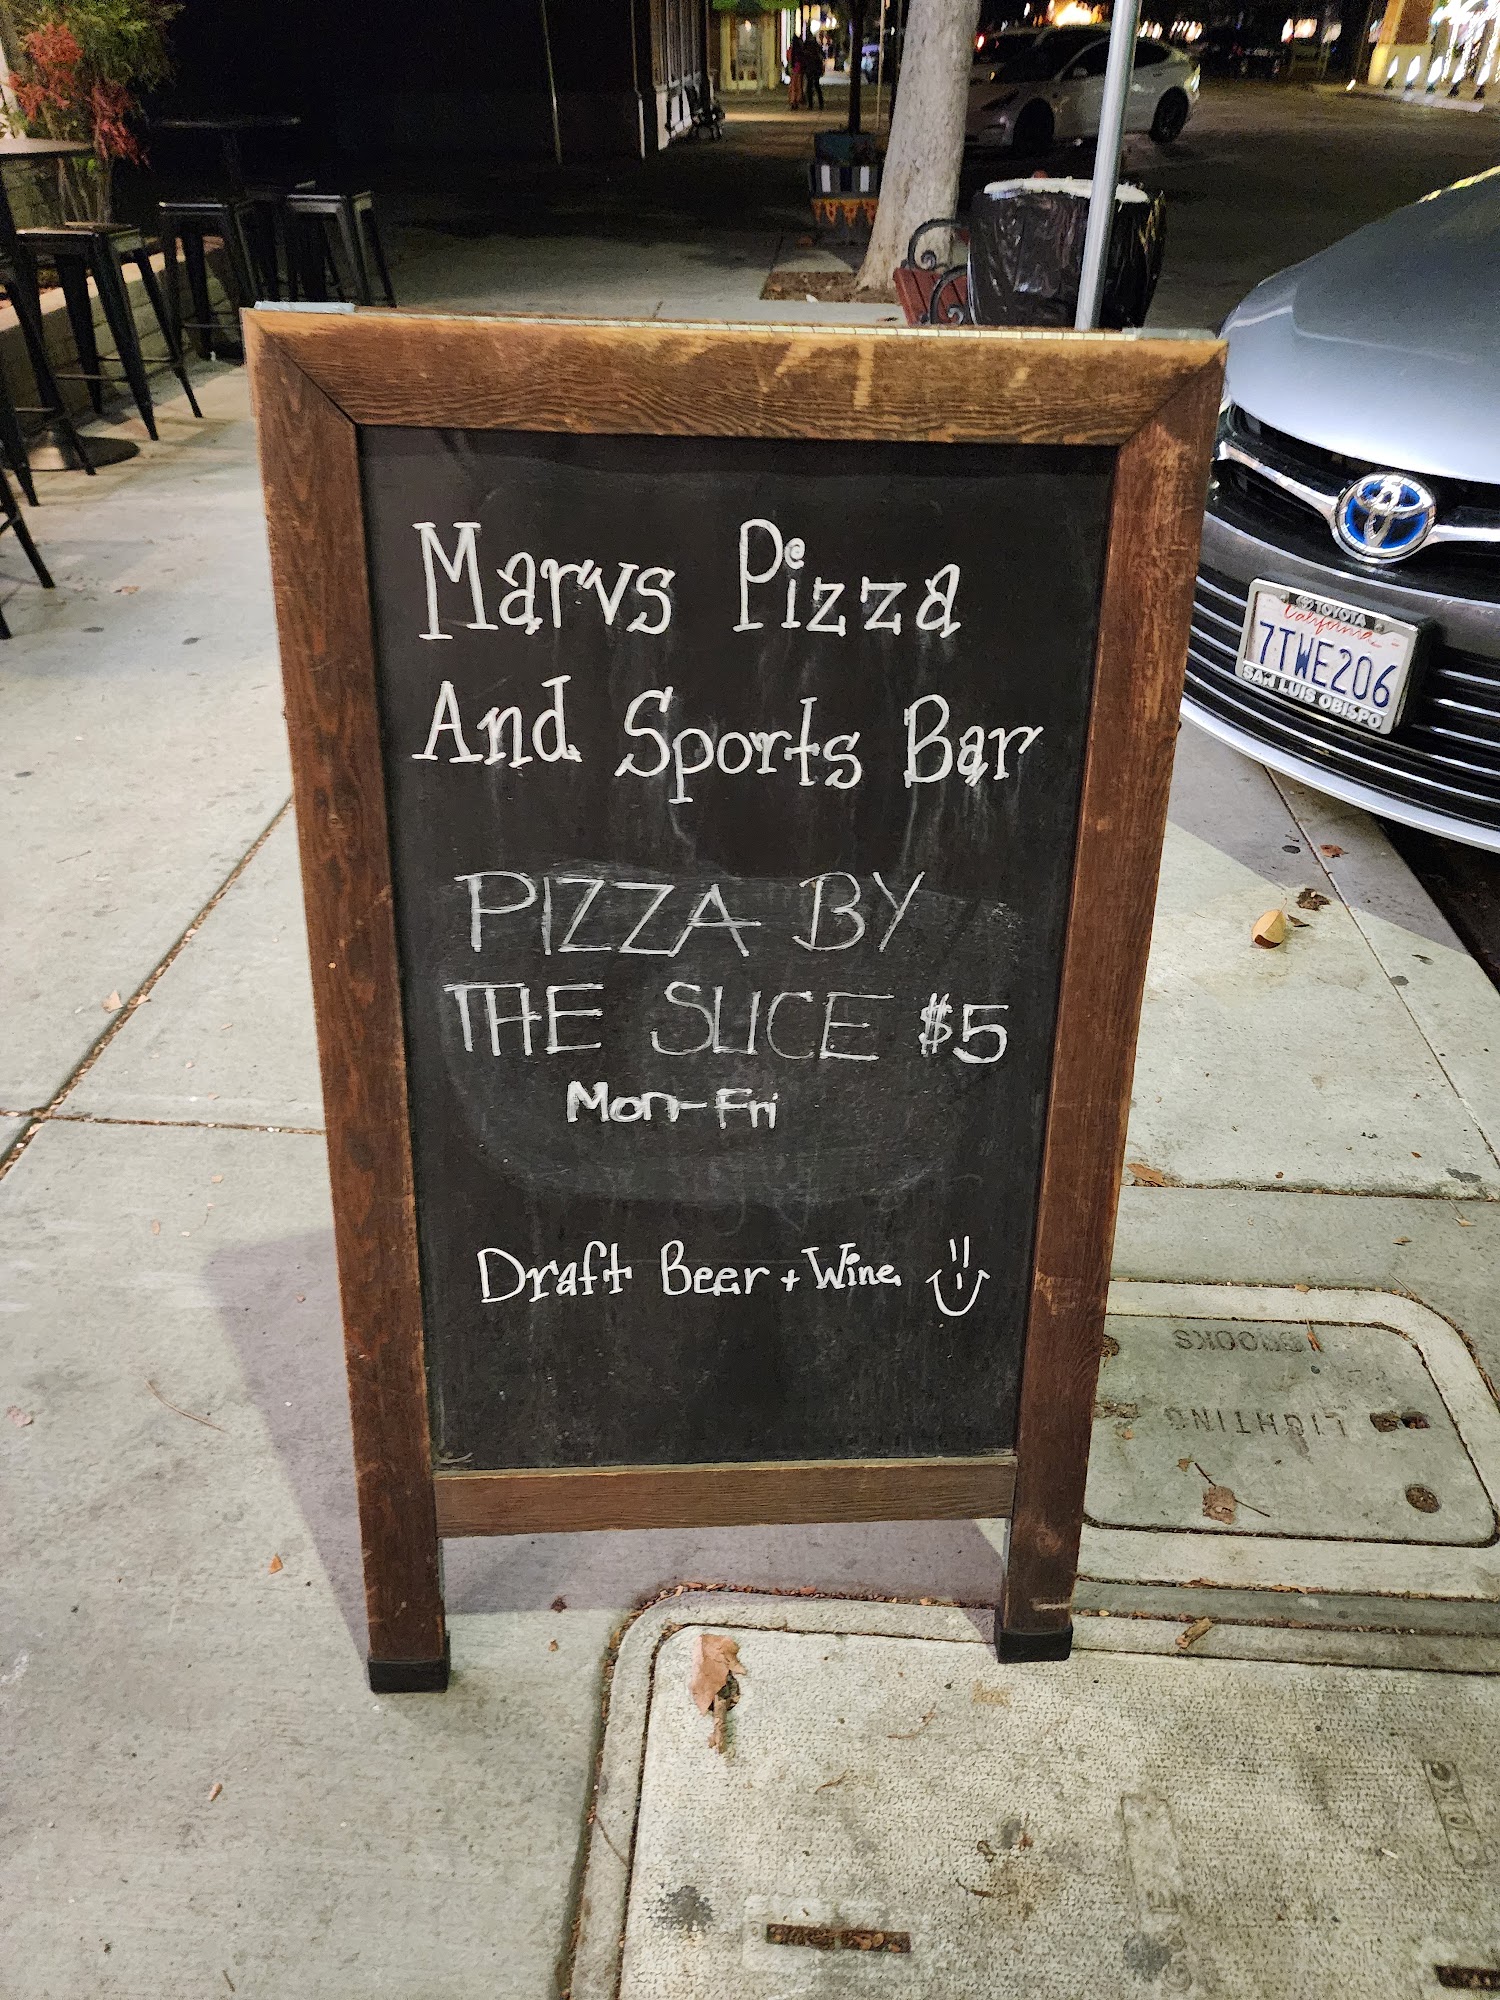 Marvs Pizza
And Sports Bar
PIZZA BY
THE SLICE $5
Mon-Fri
Draft Beer + Wine
TOYOTA
California
7TWE206
SAN LUIS OBISPO
BROOKS
LIGHTING